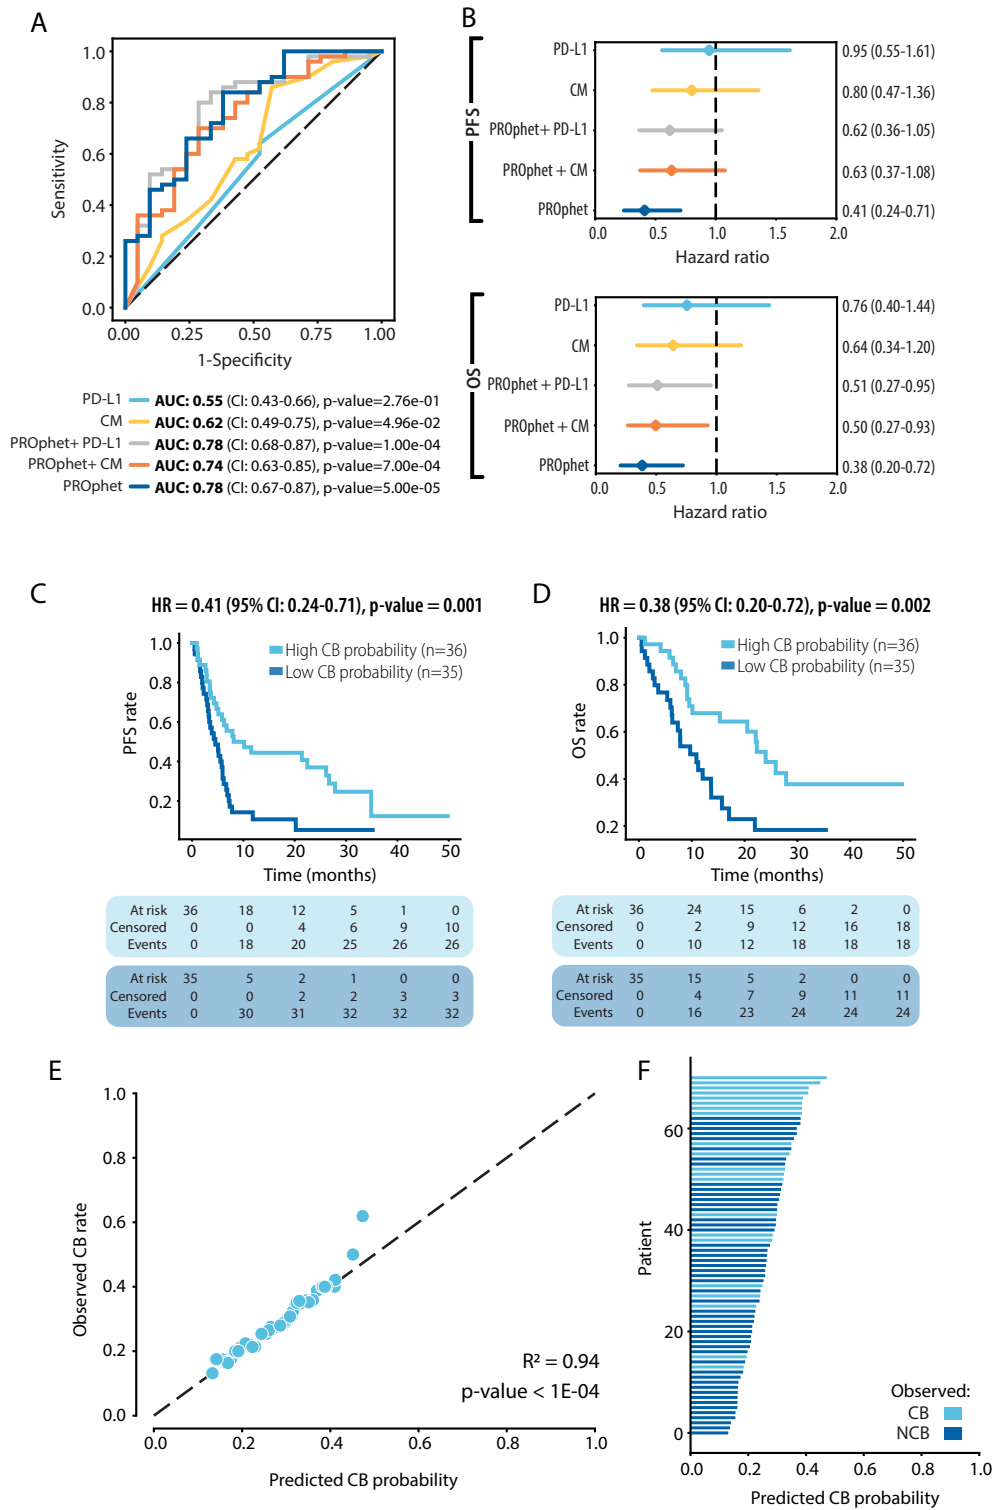 A
1.0
0.8
0.6
0.4
0.2
0.0
Sensitivity
0.00 0.25 0.50 0.75 1.00
1-Specificity
PD-L1 AUC: 0.55 (CI: 0.43-0.66), p-value=2.76e-01
CM AUC: 0.62 (CI: 0.49-0.75), p-value=4.96e-02
PROphet+ PD-L1 AUC: 0.78 (CI: 0.68-0.87), p-value=1.00e-04
PROphet+ CM AUC: 0.74 (CI: 0.63-0.85), p-value=7.00e-04
PROphet AUC: 0.78 (CI: 0.67-0.87), p-value=5.00e-05
B
PFS
PD-L1 0.95 (0.55-1.61)
CM 0.80 (0.47-1.36)
PROphet+ PD-L1 0.62 (0.36-1.05)
PROphet + CM 0.63 (0.37-1.08)
PROphet 0.41 (0.24-0.71)
0.0 0.5 1.0 1.5 2.0
Hazard ratio
OS
PD-L1 0.76 (0.40-1.44)
CM 0.64 (0.34-1.20)
PROphet + PD-L1 0.51 (0.27-0.95)
PROphet + CM 0.50 (0.27-0.93)
PROphet 0.38 (0.20-0.72)
0.0 0.5 1.0 1.5 2.0
Hazard ratio
C
HR = 0.41 (95% CI: 0.24-0.71), p-value = 0.001
High CB probability (n=36)
Low CB probability (n=35)
1.0
0.8
0.6
0.4
0.2
PFS rate
0 10 20 30 40 50
Time (months)
At risk 36 18 12 5 1 0
Censored 0 0 4 6 9 10
Events 0 18 20 25 26 26
At risk 35 5 2 1 0 0
Censored 0 0 2 2 3 3
Events 0 30 31 32 32 32
D
HR = 0.38 (95% CI: 0.20-0.72), p-value = 0.002
High CB probability (n=36)
Low CB probability (n=35)
1.0
0.8
0.6
0.4
0.2
OS rate
0 10 20 30 40 50
Time (months)
At risk 36 24 15 6 2 0
Censored 0 2 9 12 16 18
Events 0 10 12 18 18 18
At risk 35 15 5 2 0 0
Censored 0 4 7 9 11 11
Events 0 16 23 24 24 24
E
1.0
0.8
0.6
0.4
0.2
0.0
Observed CB rate
R² = 0.94
p-value < 1E-04
0.0 0.2 0.4 0.6 0.8 1.0
Predicted CB probability
F
60
40
20
0
Patient
Observed:
CB
NCB
0.0 0.2 0.4 0.6 0.8 1.0
Predicted CB probability